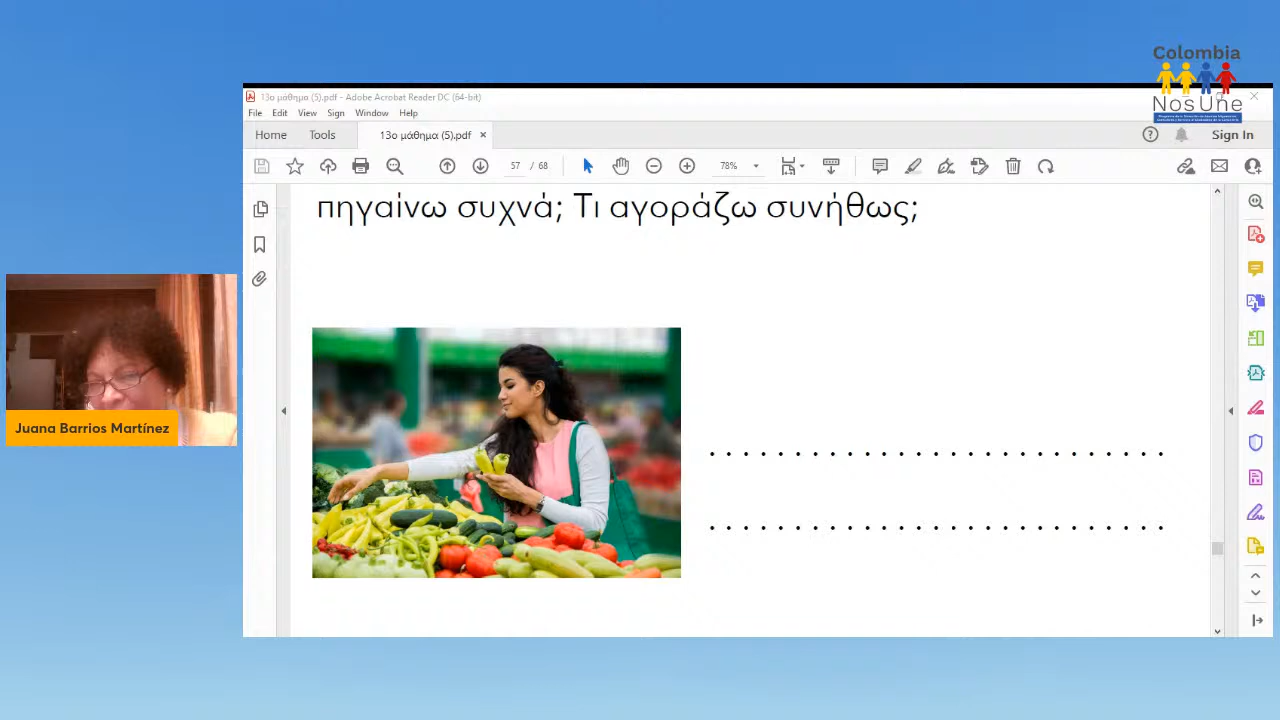 Colombia
Nos Une
13ο μάθημα (5).pdf - Adobe Acrobat Reader DC (64-bit)
File Edit View Sign Window Help
Home Tools 13ο μάθημα (5).pdf × Sign In
57 / 68 78%
πηγαίνω συχνά; Τι αγοράζω συνήθως;
Juana Barrios Martínez